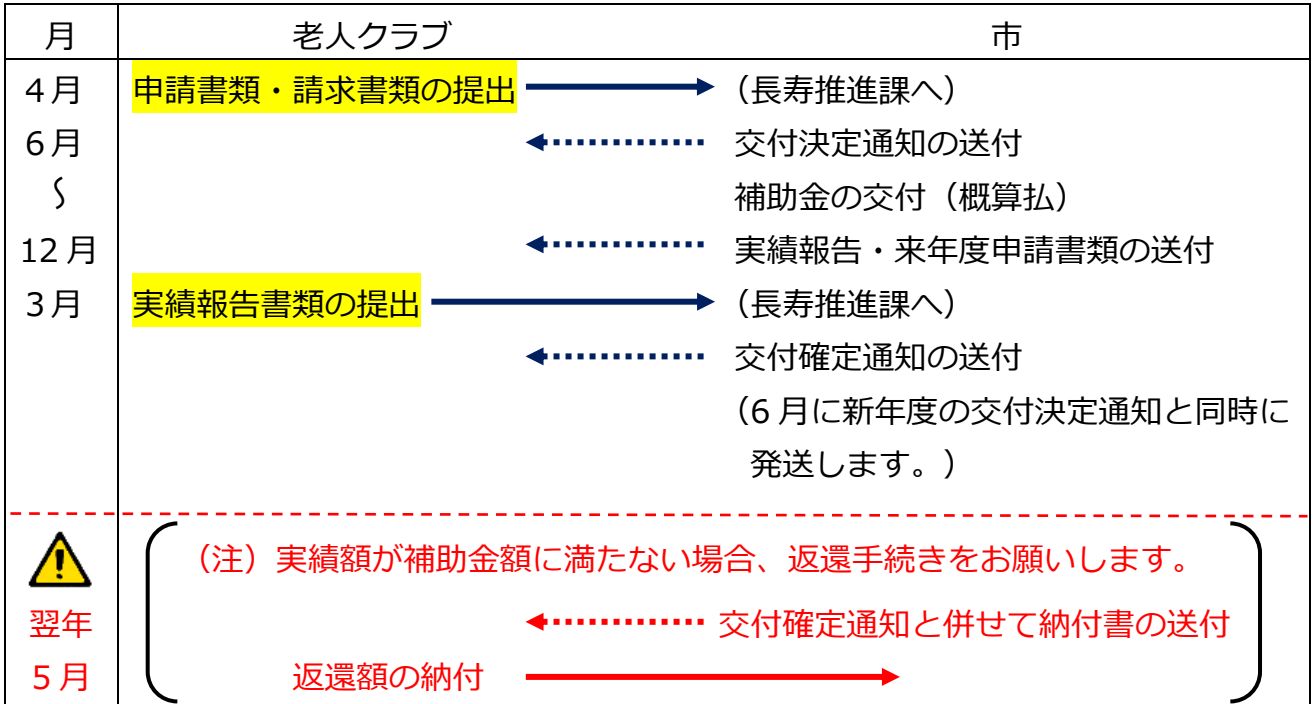 月 老人クラブ 市
4月 申請書類・請求書類の提出 （長寿推進課へ）
6月 交付決定通知の送付
～ 補助金の交付（概算払）
12月 実績報告・来年度申請書類の送付
3月 実績報告書類の提出 （長寿推進課へ）
交付確定通知の送付
（6月に新年度の交付決定通知と同時に
発送します。）
（注）実績額が補助金額に満たない場合、返還手続きをお願いします。
翌年 交付確定通知と併せて納付書の送付
5月 返還額の納付